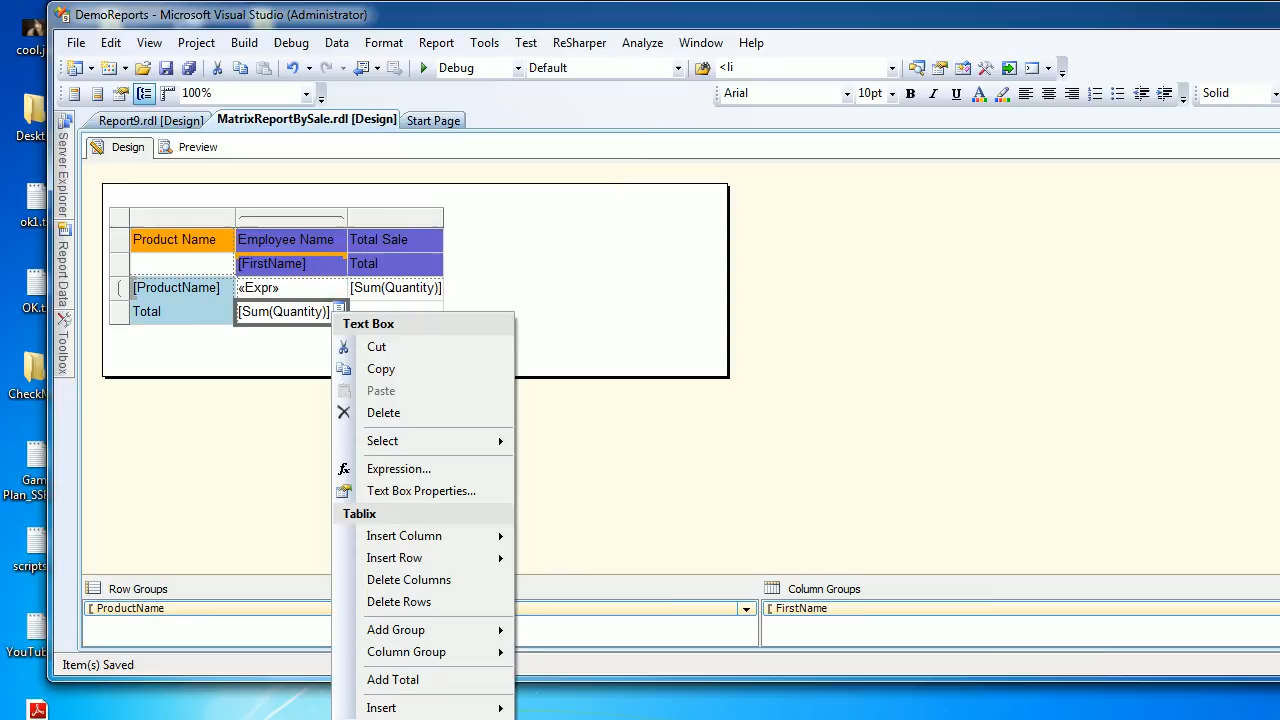 DemoReports - Microsoft Visual Studio (Administrator)
cool.j
File Edit View Project Build Debug Data Format Report Tools Test ReSharper Analyze Window Help
Debug Default <li
100% Arial 10pt B I U A Solid
Report9.rdl [Design] MatrixReportBySale.rdl [Design] Start Page
Deskt
Design Preview
Server Explorer
ok1.t
Report Data
OK.t
Toolbox
Product Name Employee Name Total Sale
[FirstName] Total
[ProductName] «Expr» [Sum(Quantity)]
Total [Sum(Quantity)]
Text Box
Cut
Copy
Paste
CheckM
Delete
Select
Expression...
Gam
Plan_SSR
Text Box Properties...
Tablix
Insert Column
Insert Row
scripts
Delete Columns
Row Groups Column Groups
Delete Rows
ProductName FirstName
Add Group
YouTub
Column Group
Item(s) Saved
Add Total
Insert